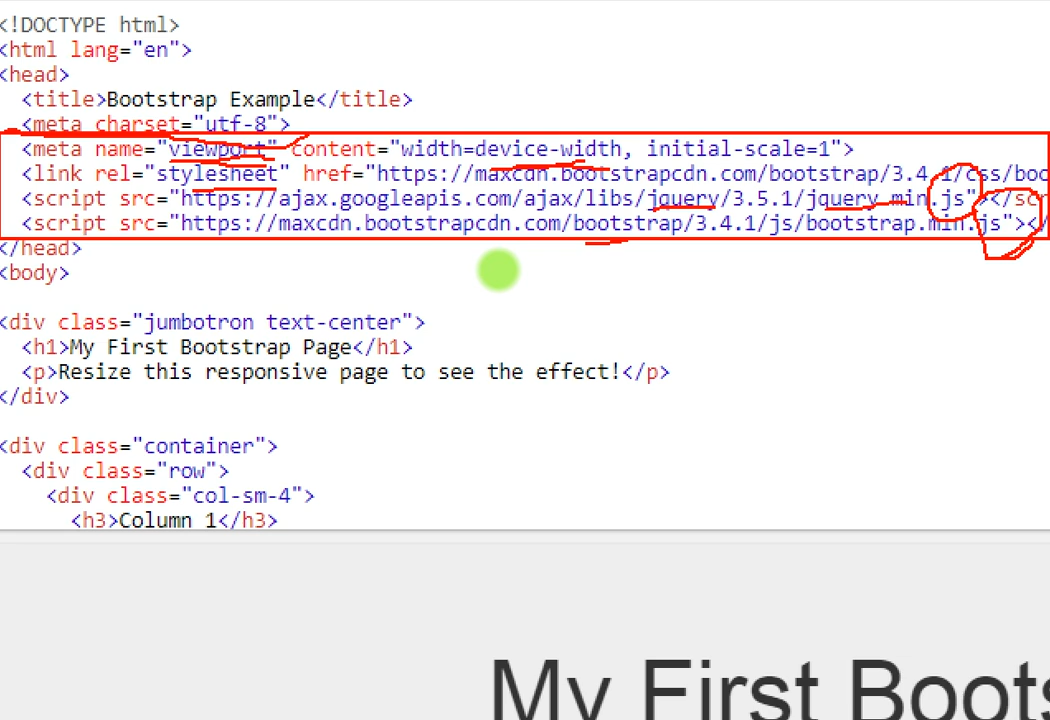 <!DOCTYPE html>
<html lang="en">
<head>
<title>Bootstrap Example</title>
<meta charset="utf-8">
<meta name="viewport" content="width=device-width, initial-scale=1">
<link rel="stylesheet" href="https://maxcdn.bootstrapcdn.com/bootstrap/3.4.1/css/boo
<script src="https://ajax.googleapis.com/ajax/libs/jquery/3.5.1/jquery.min.js"></sc
<script src="https://maxcdn.bootstrapcdn.com/bootstrap/3.4.1/js/bootstrap.min.js"></
</head>
<body>
<div class="jumbotron text-center">
<h1>My First Bootstrap Page</h1>
<p>Resize this responsive page to see the effect!</p>
</div>
<div class="container">
<div class="row">
<div class="col-sm-4">
<h3>Column 1</h3>
My First Boots